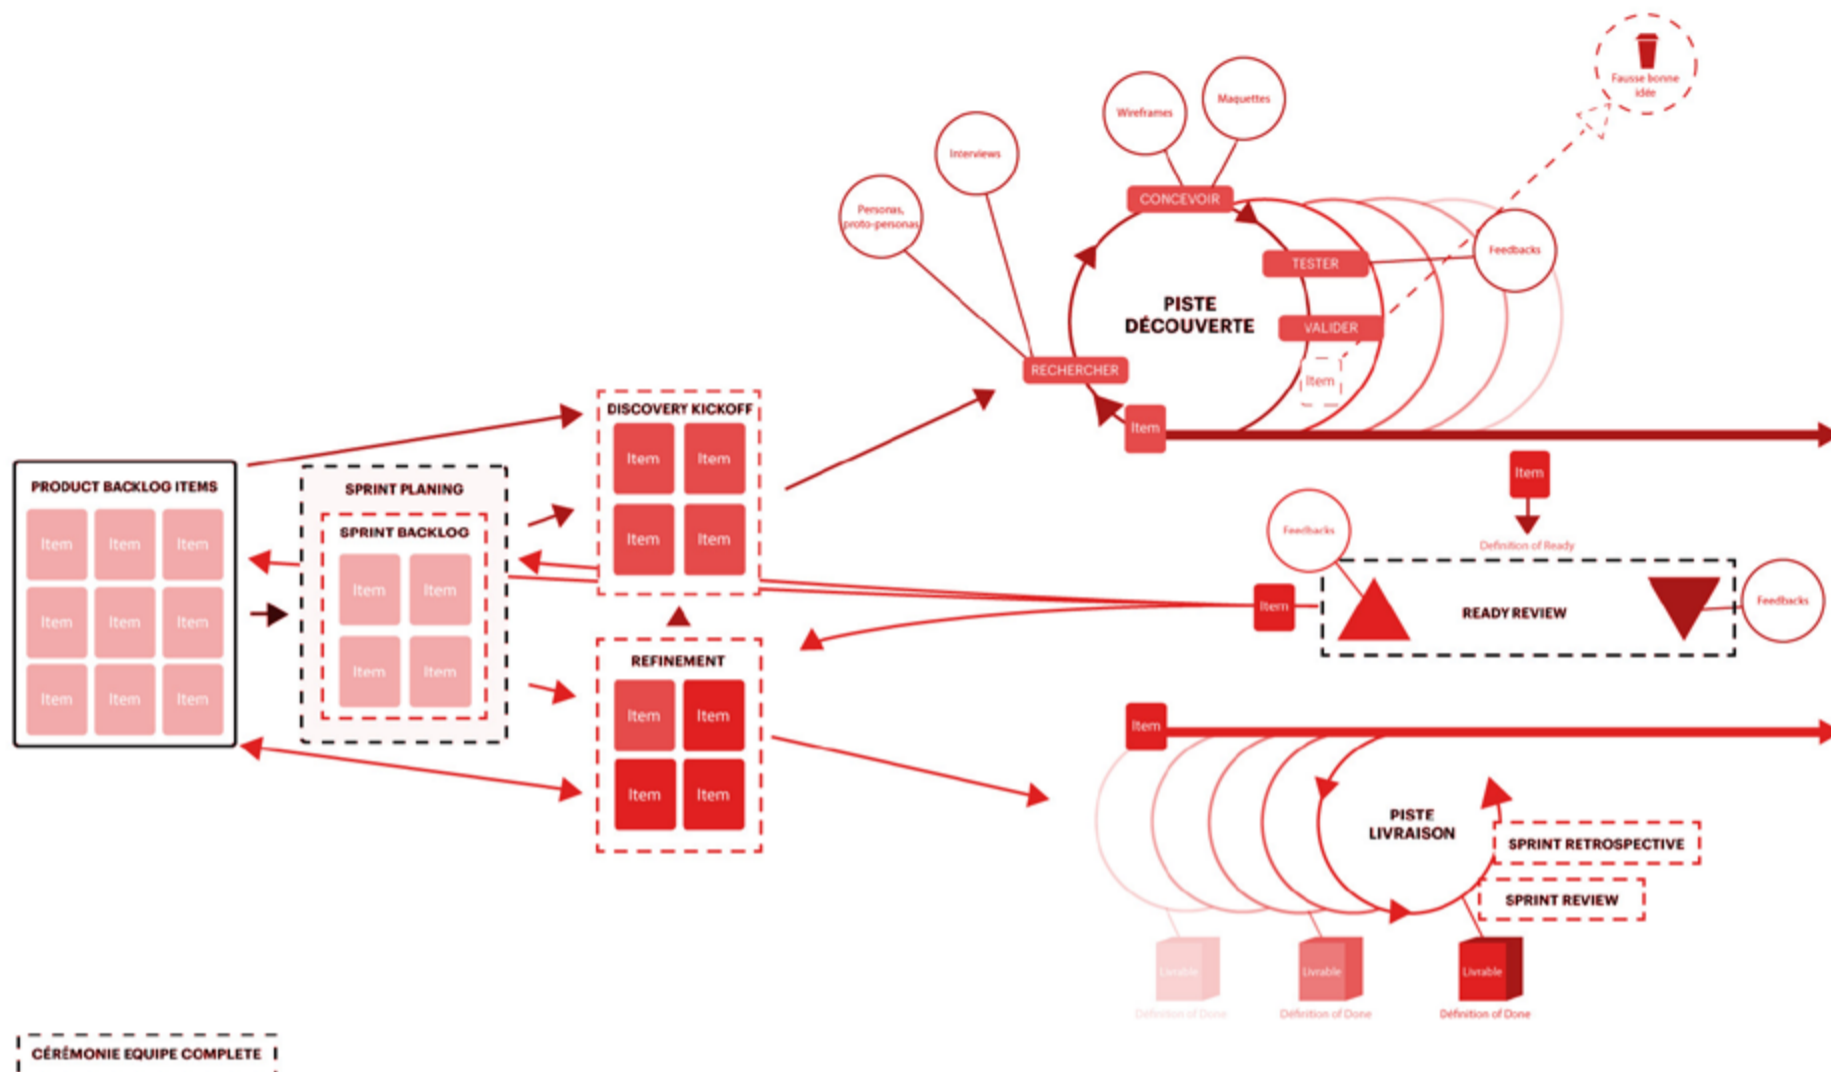 Fausse bonne
idée
Wireframes
Maquettes
Interviews
Personas,
proto-personas
CONCEVOIR
TESTER
Feedbacks
PISTE
DÉCOUVERTE
VALIDER
RECHERCHER
Item
Item
DISCOVERY KICKOFF
Item
Item
Item
Item
PRODUCT BACKLOG ITEMS
Item
Item
Item
Item
Item
Item
Item
Item
Item
SPRINT PLANING
SPRINT BACKLOG
Item
Item
Item
Item
Item
Definition of Ready
Feedbacks
Item
READY REVIEW
Feedbacks
REFINEMENT
Item
Item
Item
Item
Item
PISTE
LIVRAISON
SPRINT RETROSPECTIVE
SPRINT REVIEW
Livrable
Livrable
Livrable
Définition of Done
Définition of Done
Définition of Done
CÉRÉMONIE EQUIPE COMPLETE